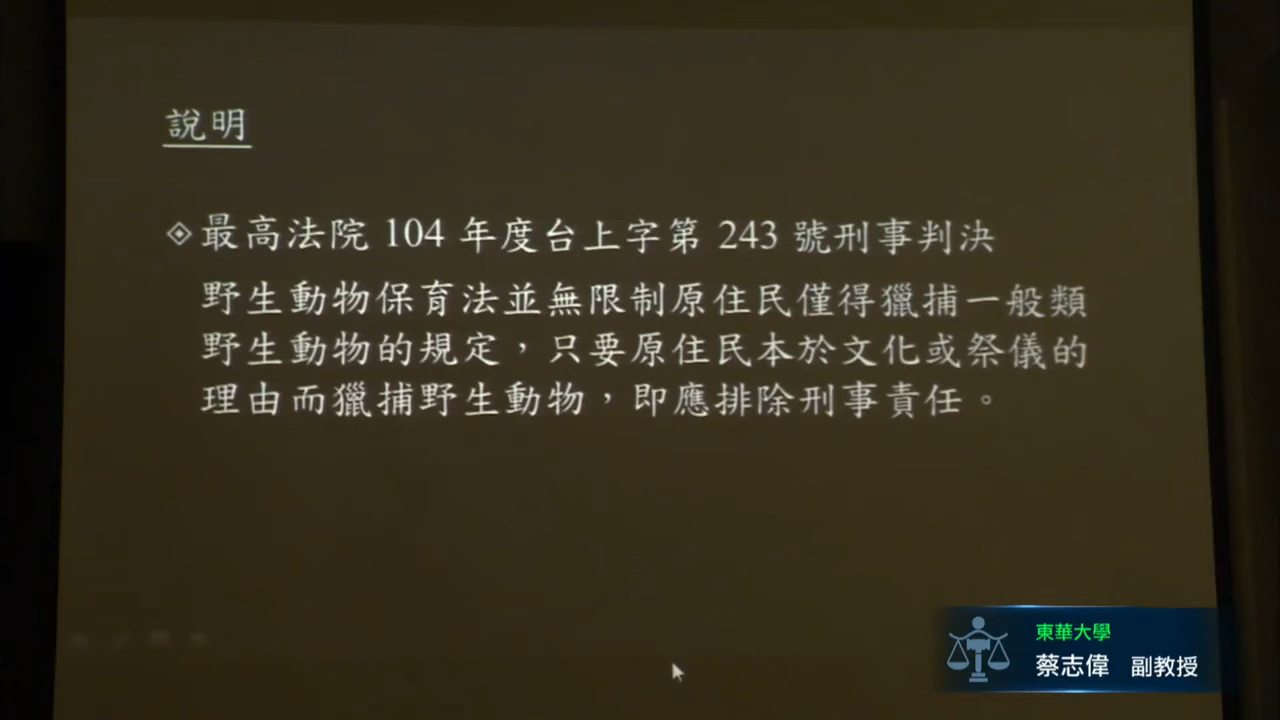 說明
最高法院 104 年度台上字第 243 號刑事判決
野生動物保育法並無限制原住民僅得獵捕一般類
野生動物的規定，只要原住民本於文化或祭儀的
理由而獵捕野生動物，即應排除刑事責任。
東華大學
蔡志偉 副教授